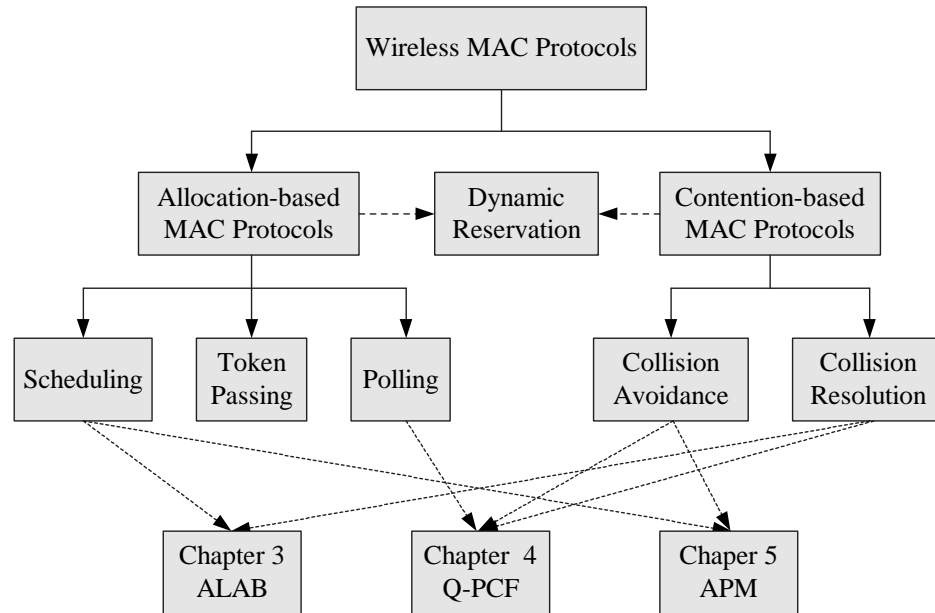 Wireless MAC Protocols
Allocation-based
MAC Protocols
Dynamic
Reservation
Contention-based
MAC Protocols
Scheduling
Token
Passing
Polling
Collision
Avoidance
Collision
Resolution
Chapter 3
ALAB
Chapter 4
Q-PCF
Chaper 5
APM